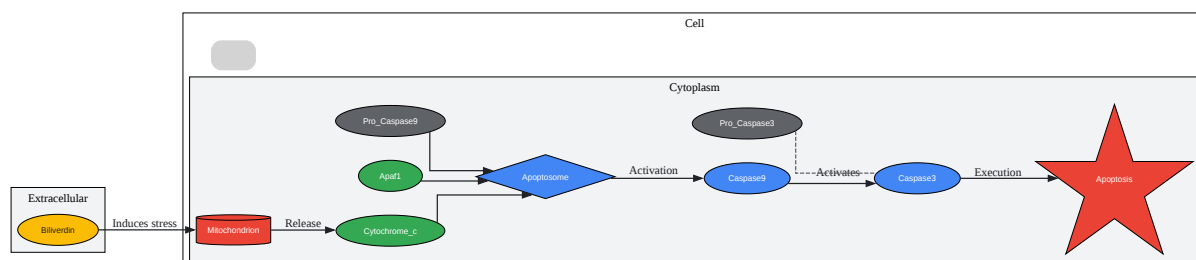 Cell
Cytoplasm
Pro_Caspase9
Pro_Caspase3
Apaf1
Apoptosome
Activation
Caspase9
Activates
Caspase3
Execution
Apoptosis
Extracellular
Biliverdin
Induces stress
Mitochondrion
Release
Cytochrome_c